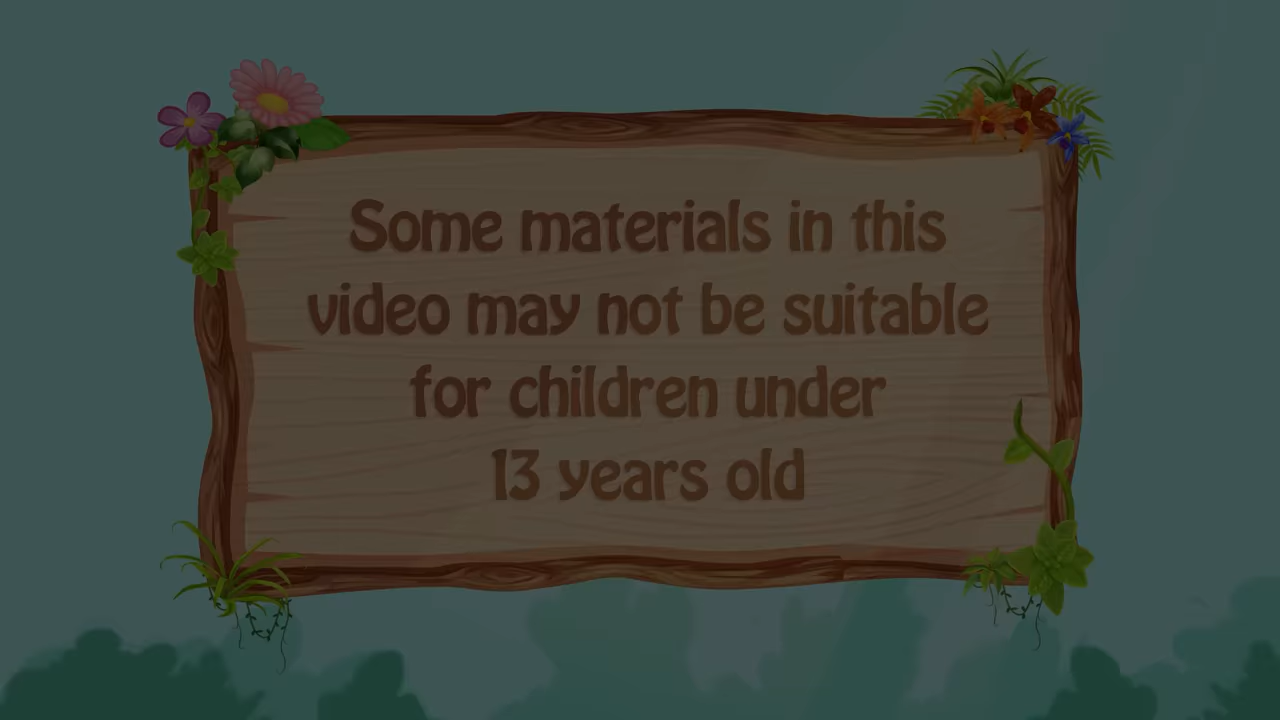 Some materials in this
video may not be suitable
for children under
13 years old